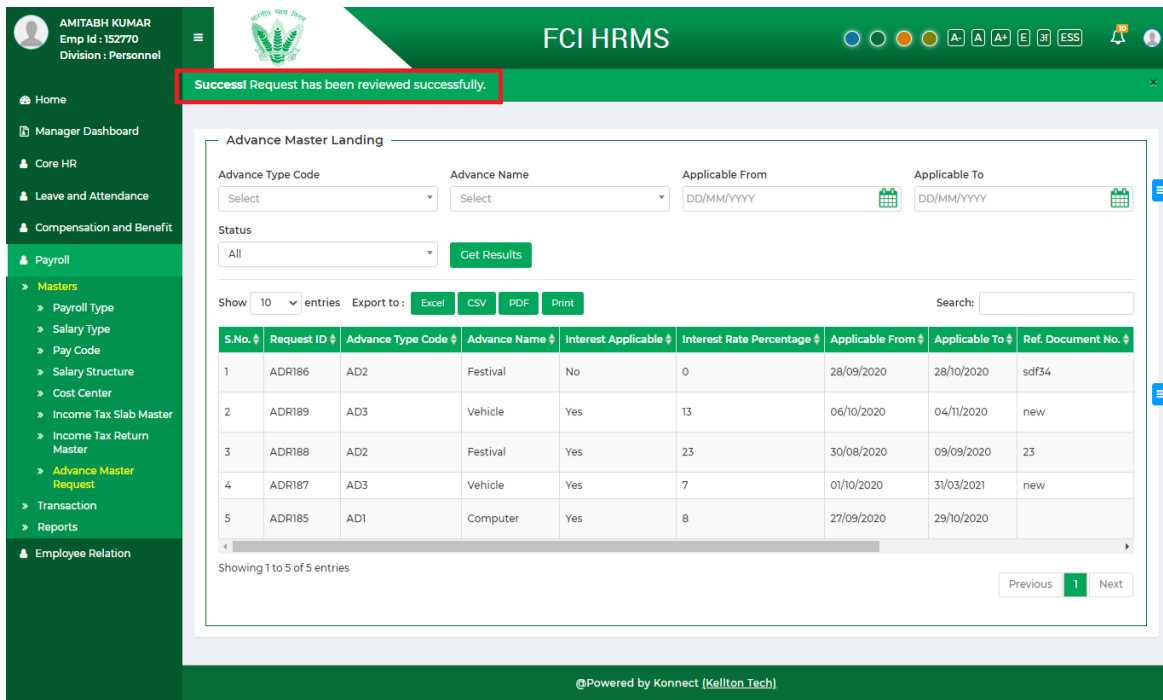 AMITABH KUMAR
Emp Id : 152770
Division : Personnel
FCI HRMS
A- A A+ E अ ESS
10
Success! Request has been reviewed successfully.
×
Home
Manager Dashboard
Core HR
Leave and Attendance
Compensation and Benefit
Payroll
» Masters
» Payroll Type
» Salary Type
» Pay Code
» Salary Structure
» Cost Center
» Income Tax Slab Master
» Income Tax Return
Master
» Advance Master
Request
» Transaction
» Reports
Employee Relation
Advance Master Landing
Advance Type Code Advance Name Applicable From Applicable To
Select Select DD/MM/YYYY DD/MM/YYYY
Status
All Get Results
Show 10 entries Export to : Excel CSV PDF Print Search:
S.No. Request ID Advance Type Code Advance Name Interest Applicable Interest Rate Percentage Applicable From Applicable To Ref. Document No.
1 ADR186 AD2 Festival No 0 28/09/2020 28/10/2020 sdf34
2 ADR189 AD3 Vehicle Yes 13 06/10/2020 04/11/2020 new
3 ADR188 AD2 Festival Yes 23 30/08/2020 09/09/2020 23
4 ADR187 AD3 Vehicle Yes 7 01/10/2020 31/03/2021 new
5 ADR185 AD1 Computer Yes 8 27/09/2020 29/10/2020
Showing 1 to 5 of 5 entries
Previous 1 Next
@Powered by Konnect (Kellton Tech)